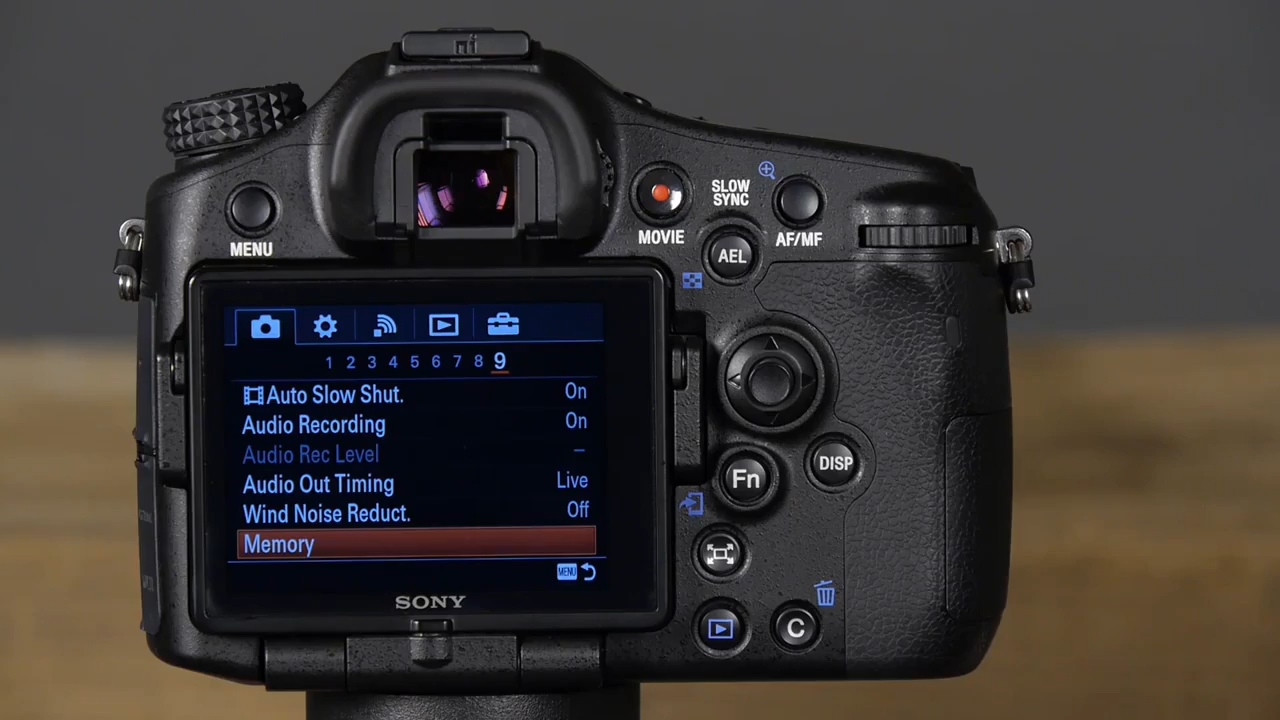 MENU
MOVIE
SLOW
SYNC
AF/MF
AEL
1 2 3 4 5 6 7 8 9
Auto Slow Shut. On
Audio Recording On
Audio Rec Level –
Audio Out Timing Live
Wind Noise Reduct. Off
Memory
MENU
SONY
Fn
DISP
C